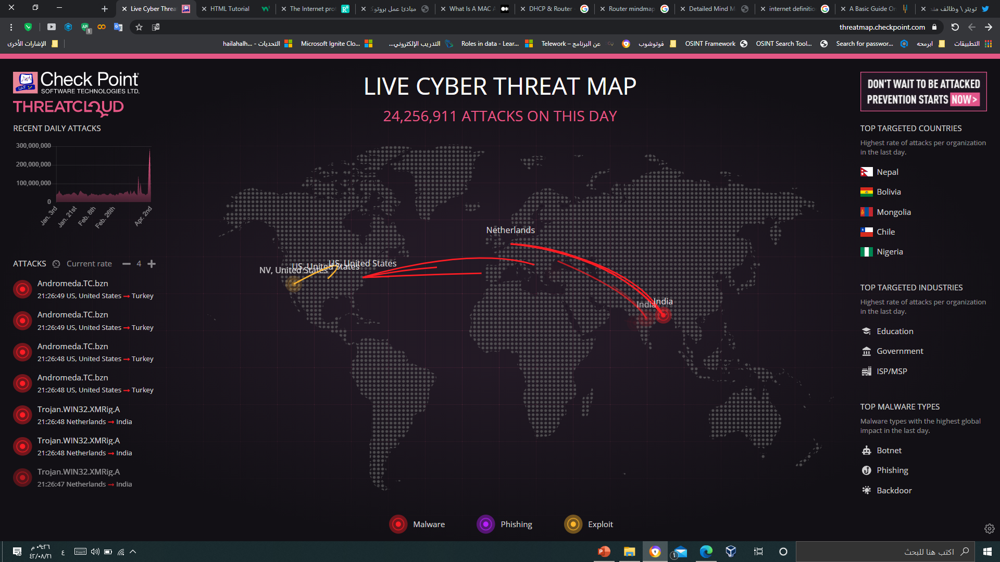 Live Cyber Threa
HTML Tutorial
The Internet pro
مبادئ عمل بروتوك
What Is A MAC A
DHCP & Router
Router mindmap
Detailed Mind M
internet definitio
A Basic Guide On
تويتر \ وظائف مند
threatmap.checkpoint.com
التطبيقات
ابرمجه
Search for passwor...
OSINT Search Tool...
OSINT Framework
فوتوشوب
عن البرنامج – Telework
Roles in data - Lear...
التدريب الإلكتروني...
Microsoft Ignite Clo...
التحديات - ...hailahalh
الإشارات الأخرى
Check Point
SOFTWARE TECHNOLOGIES LTD.
THREATCLOUD
LIVE CYBER THREAT MAP
24,256,911 ATTACKS ON THIS DAY
DON'T WAIT TO BE ATTACKED
PREVENTION STARTS NOW >
RECENT DAILY ATTACKS
300,000,000
200,000,000
100,000,000
0
Jan. 3rd
Jan. 21st
Feb. 8th
Feb. 26th
Apr. 2nd
ATTACKS Current rate — 4 +
Andromeda.TC.bzn
21:26:49 US, United States → Turkey
Andromeda.TC.bzn
21:26:49 US, United States → Turkey
Andromeda.TC.bzn
21:26:48 US, United States → Turkey
Andromeda.TC.bzn
21:26:48 US, United States → Turkey
Trojan.WIN32.XMRig.A
21:26:48 Netherlands → India
Trojan.WIN32.XMRig.A
21:26:48 Netherlands → India
Trojan.WIN32.XMRig.A
21:26:47 Netherlands → India
Netherlands
US, United States
US, United States
NV, United States
India
India
TOP TARGETED COUNTRIES
Highest rate of attacks per organization
in the last day.
Nepal
Bolivia
Mongolia
Chile
Nigeria
TOP TARGETED INDUSTRIES
Highest rate of attacks per organization
in the last day.
Education
Government
ISP/MSP
TOP MALWARE TYPES
Malware types with the highest global
impact in the last day.
Botnet
Phishing
Backdoor
Malware
Phishing
Exploit
اكتب هنا للبحث
ع
٠٩:٢٦ م
٤٢/٠٨/٢١